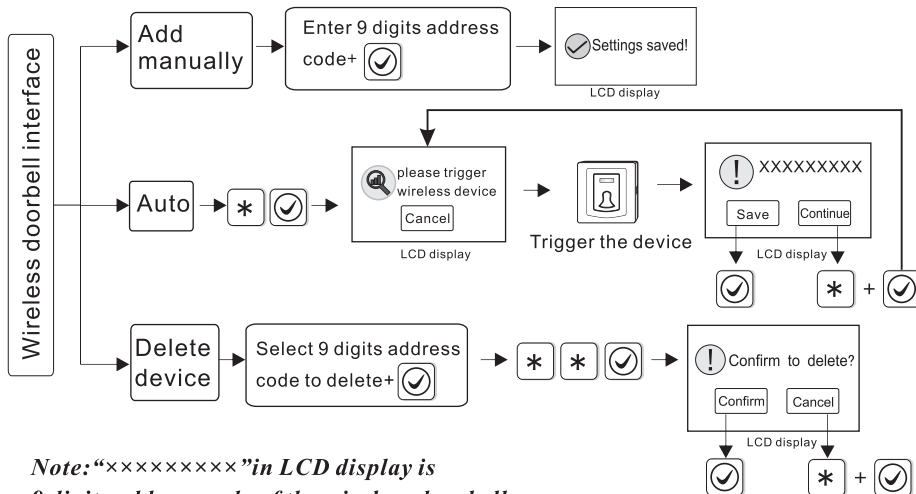 Wireless doorbell interface
Add
manually
Enter 9 digits address
code+
Settings saved!
LCD display
Auto
*
please trigger
wireless device
Cancel
LCD display
Trigger the device
! XXXXXXXXX
Save Continue
LCD display
* +
Delete
device
Select 9 digits address
code to delete+
* *
! Confirm to delete?
Confirm Cancel
LCD display
* +
Note:“×××××××××”in LCD display is